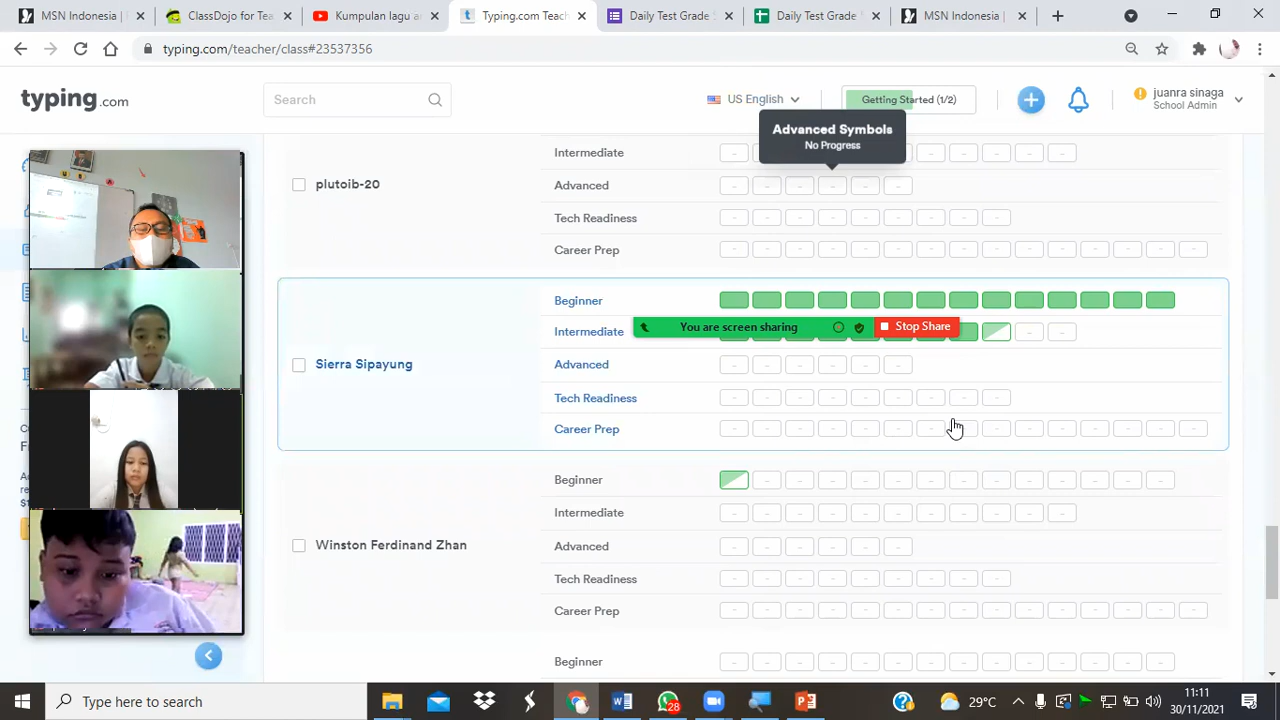 MSN Indonesia
ClassDojo for Tea
Kumpulan lagu a
Typing.com Teach
Daily Test Grade
Daily Test Grade
MSN Indonesia |
typing.com/teacher/class#23537356
typing.com
Search
US English
Getting Started (1/2)
juanra sinaga
School Admin
Advanced Symbols
No Progress
Intermediate
plutoib-20
Advanced
Tech Readiness
Career Prep
Beginner
You are screen sharing
Stop Share
Intermediate
Sierra Sipayung
Advanced
Tech Readiness
Career Prep
Beginner
Intermediate
Winston Ferdinand Zhan
Advanced
Tech Readiness
Career Prep
Beginner
Type here to search
28
29°C
11:11
30/11/2021